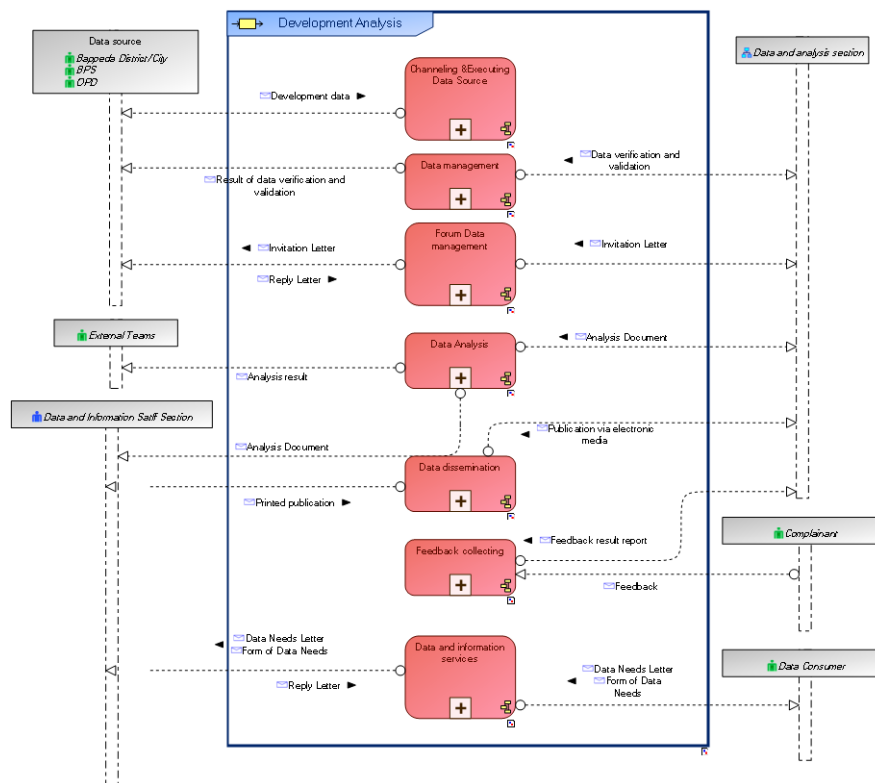 Development Analysis
Data source
Bappeda District/City
BPS
OPD
Data and analysis section
Channeling &Executing
Data Source
Development data
Data management
Data verification and
validation
Result of data verification and
validation
Forum Data
management
Invitation Letter
Invitation Letter
Reply Letter
External Teams
Data Analysis
Analysis Document
Analysis result
Data and Information Satff Section
Publication via electronic
media
Analysis Document
Data dissemination
Printed publication
Feedback collecting
Feedback result report
Complainant
Feedback
Data Needs Letter
Form of Data Needs
Data and information
services
Reply Letter
Data Needs Letter
Form of Data
Needs
Data Consumer